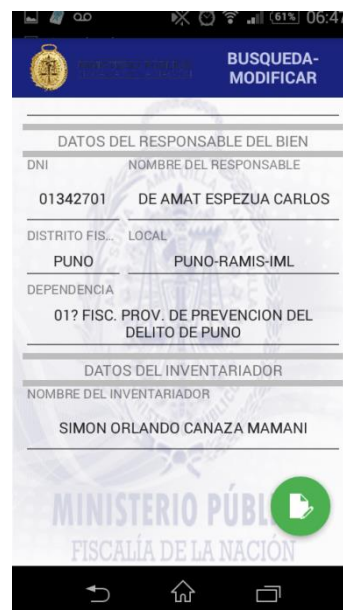 61% 06:47
BUSQUEDA-
MODIFICAR
DATOS DEL RESPONSABLE DEL BIEN
DNI NOMBRE DEL RESPONSABLE
01342701 DE AMAT ESPEZUA CARLOS
DISTRITO FIS... LOCAL
PUNO PUNO-RAMIS-IML
DEPENDENCIA
01? FISC. PROV. DE PREVENCION DEL
DELITO DE PUNO
DATOS DEL INVENTARIADOR
NOMBRE DEL INVENTARIADOR
SIMON ORLANDO CANAZA MAMANI
MINISTERIO PÚBL
FISCALÍA DE LA NACIÓN